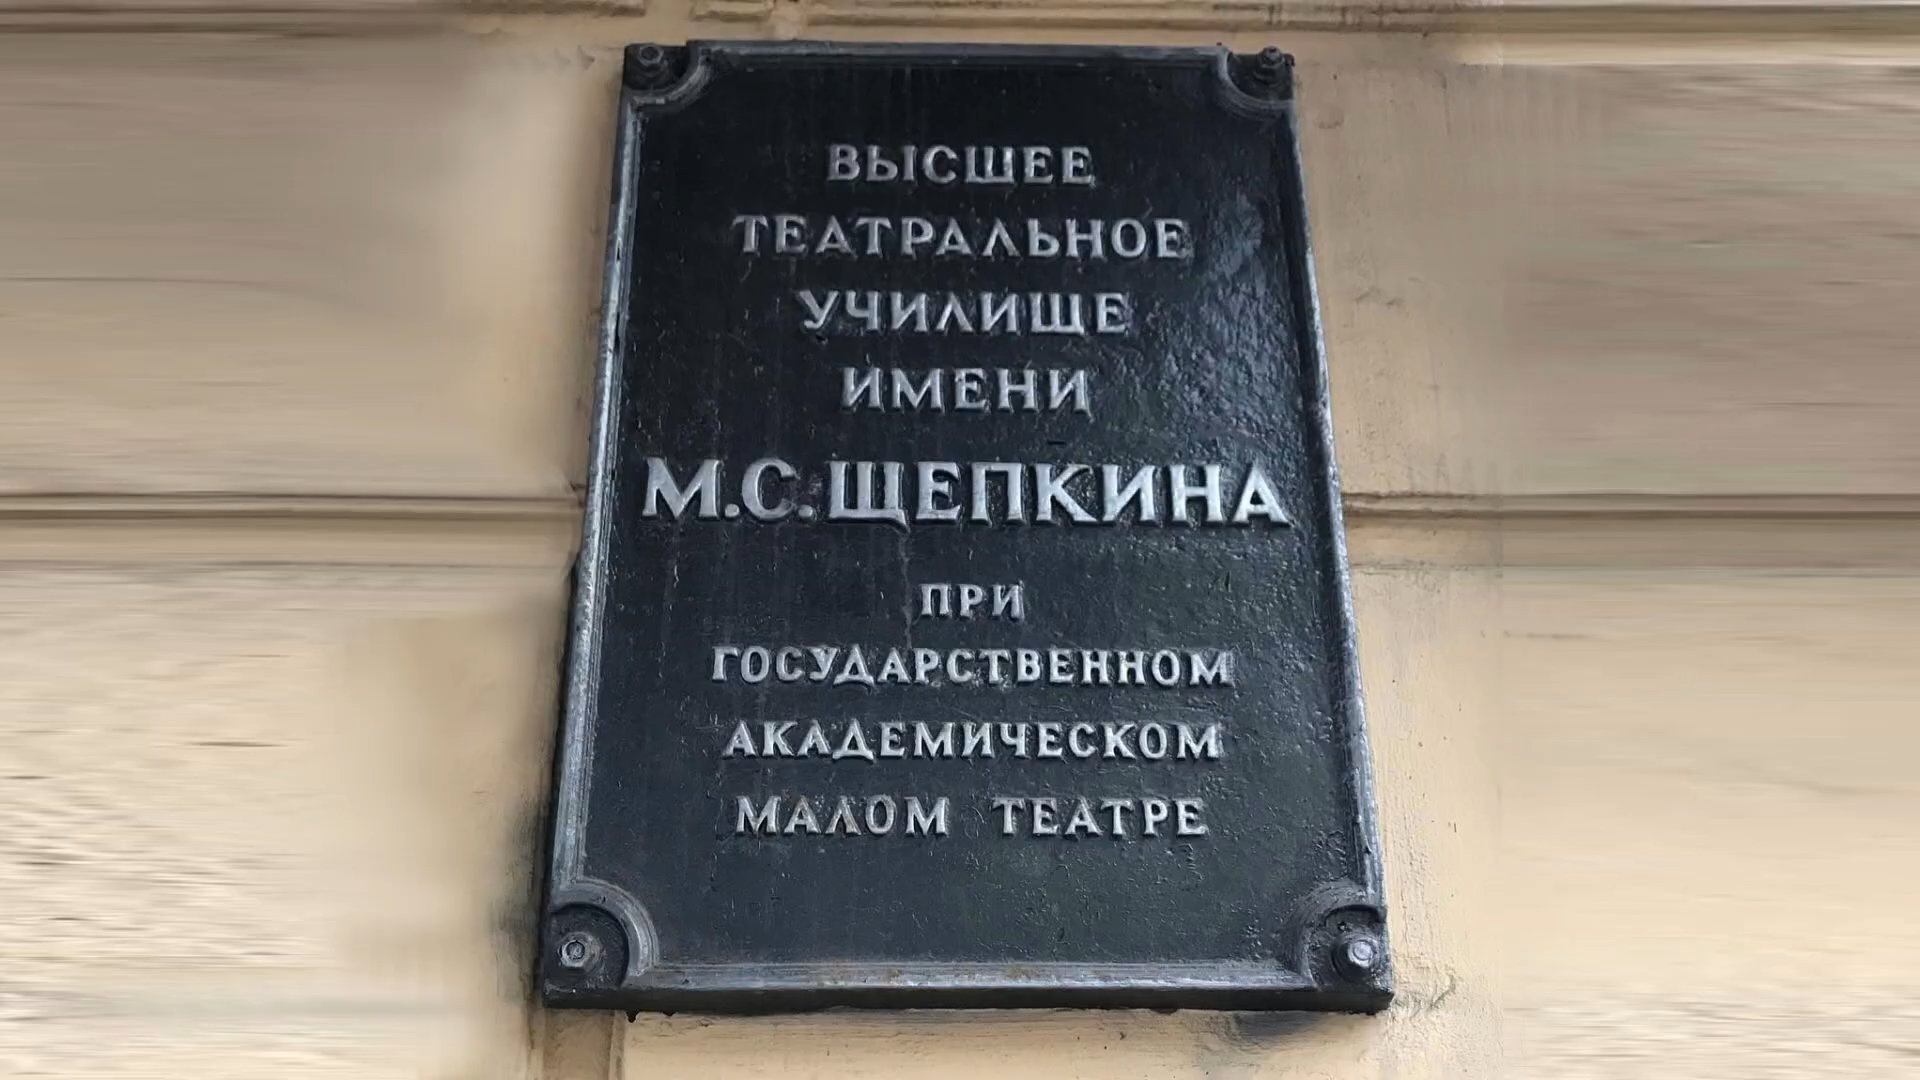 ВЫСШЕЕ
ТЕАТРАЛЬНОЕ
УЧИЛИЩЕ
ИМЕНИ
М.С.ЩЕПКИНА
ПРИ
ГОСУДАРСТВЕННОМ
АКАДЕМИЧЕСКОМ
МАЛОМ ТЕАТРЕ